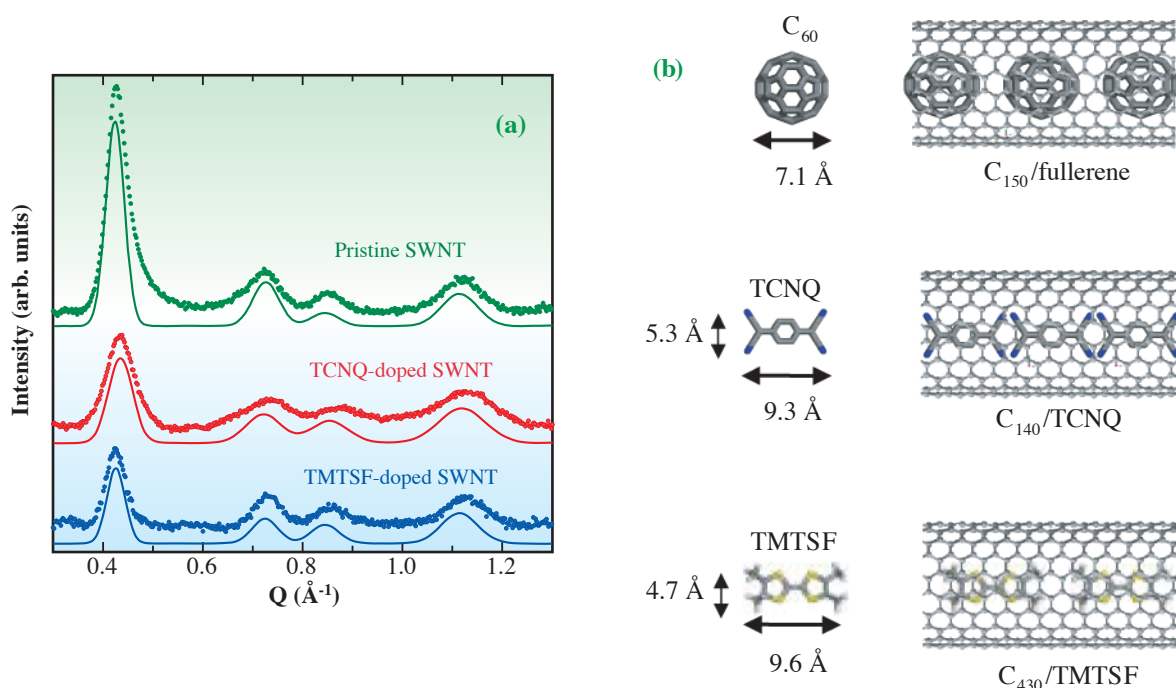 (a)
Pristine SWNT
TCNQ-doped SWNT
TMTSF-doped SWNT
Intensity (arb. units)
0.4 0.6 0.8 1.0 1.2
Q (Å⁻¹)
(b)
C₆₀
7.1 Å
C₁₅₀/fullerene
TCNQ
5.3 Å
9.3 Å
C₁₄₀/TCNQ
TMTSF
4.7 Å
9.6 Å
C₄₃₀/TMTSF